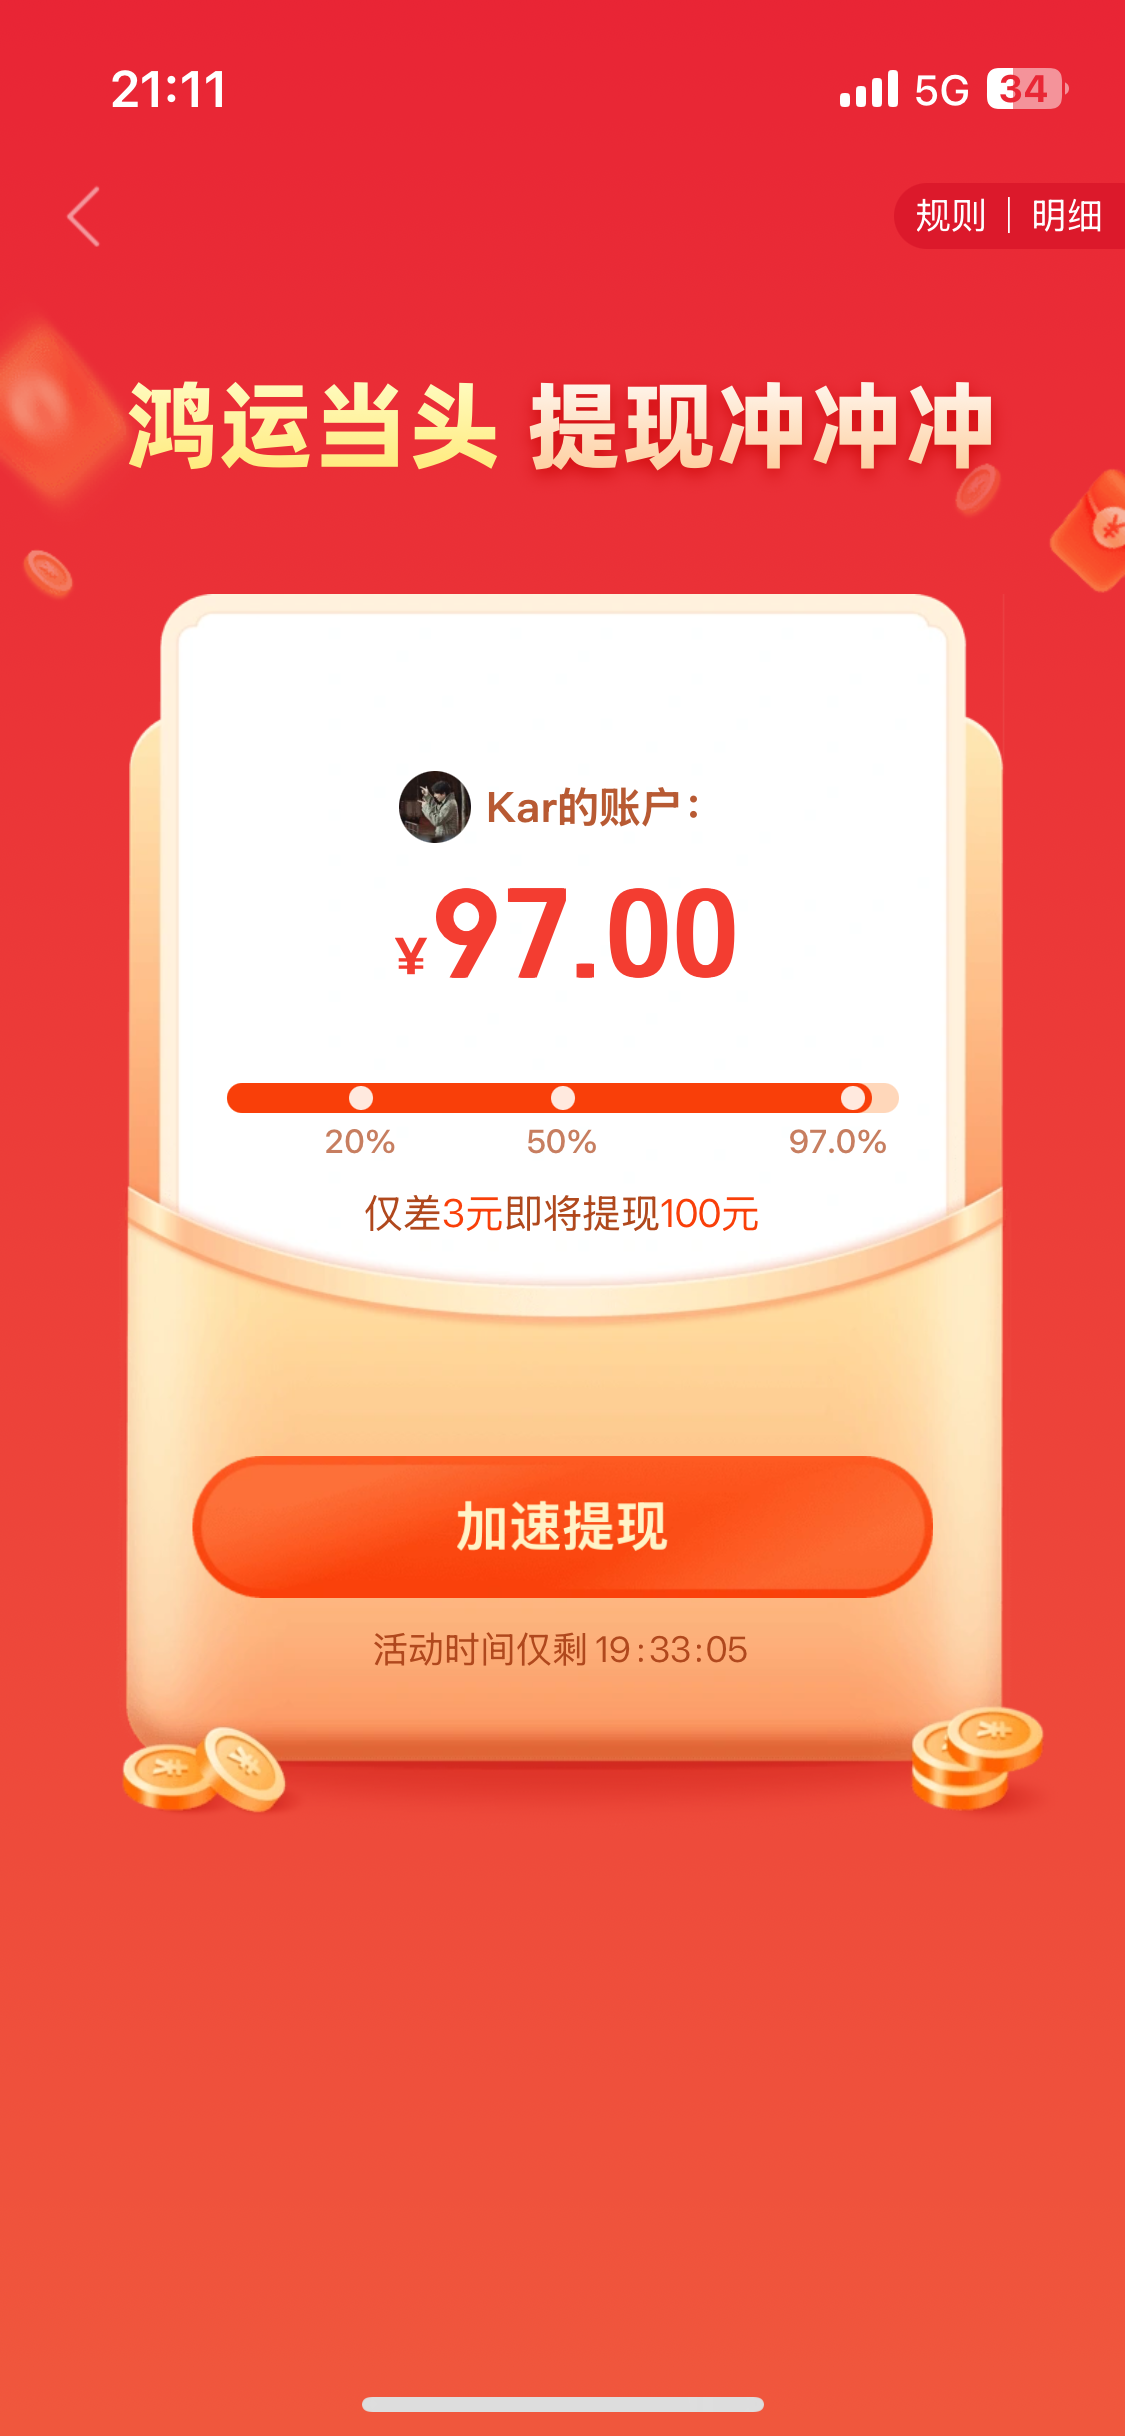 21:11 5G 34
规则 | 明细
鸿运当头 提现冲冲冲
Kar的账户：
¥97.00
20% 50% 97.0%
仅差3元即将提现100元
加速提现
活动时间仅剩 19:33:05